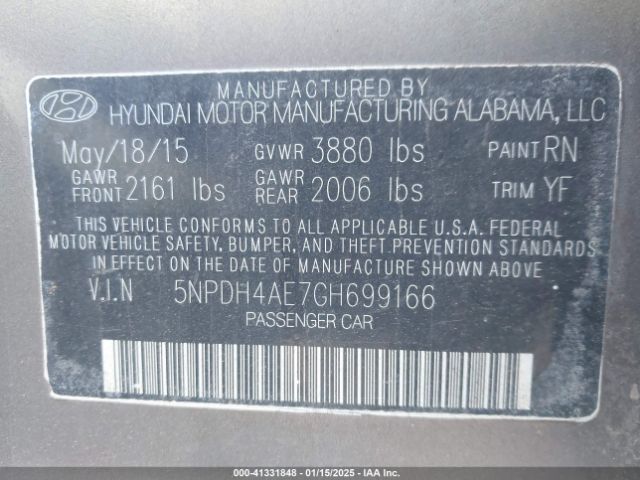 MANUFACTURED BY
HYUNDAI MOTOR MANUFACTURING ALABAMA, LLC
May/18/15 GVWR 3880 lbs PAINT RN
GAWR FRONT 2161 lbs GAWR REAR 2006 lbs TRIM YF
THIS VEHICLE CONFORMS TO ALL APPLICABLE U.S.A. FEDERAL
MOTOR VEHICLE SAFETY, BUMPER, AND THEFT PREVENTION STANDARDS
IN EFFECT ON THE DATE OF MANUFACTURE SHOWN ABOVE
V.I.N 5NPDH4AE7GH699166
PASSENGER CAR
000-41331848 - 01/15/2025 - IAA Inc.